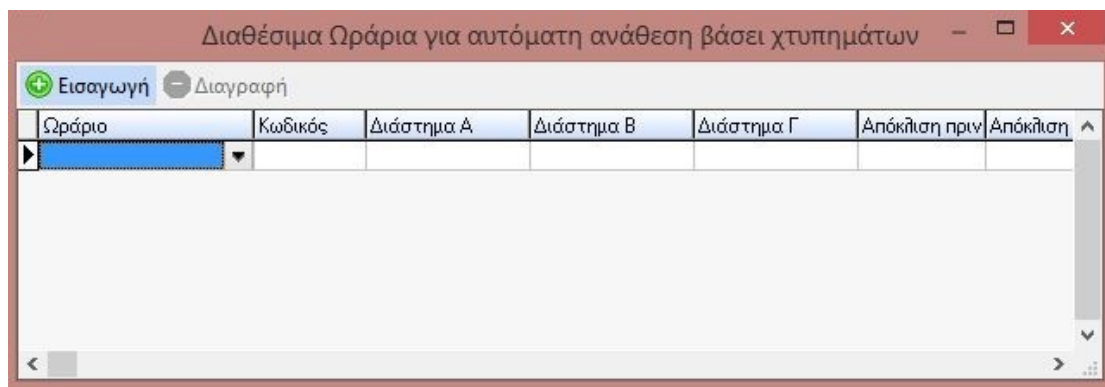 Διαθέσιμα Ωράρια για αυτόματη ανάθεση βάσει χτυπημάτων
Εισαγωγή Διαγραφή
Ωράριο Κωδικός Διάστημα Α Διάστημα Β Διάστημα Γ Απόκλιση πριν Απόκλιση